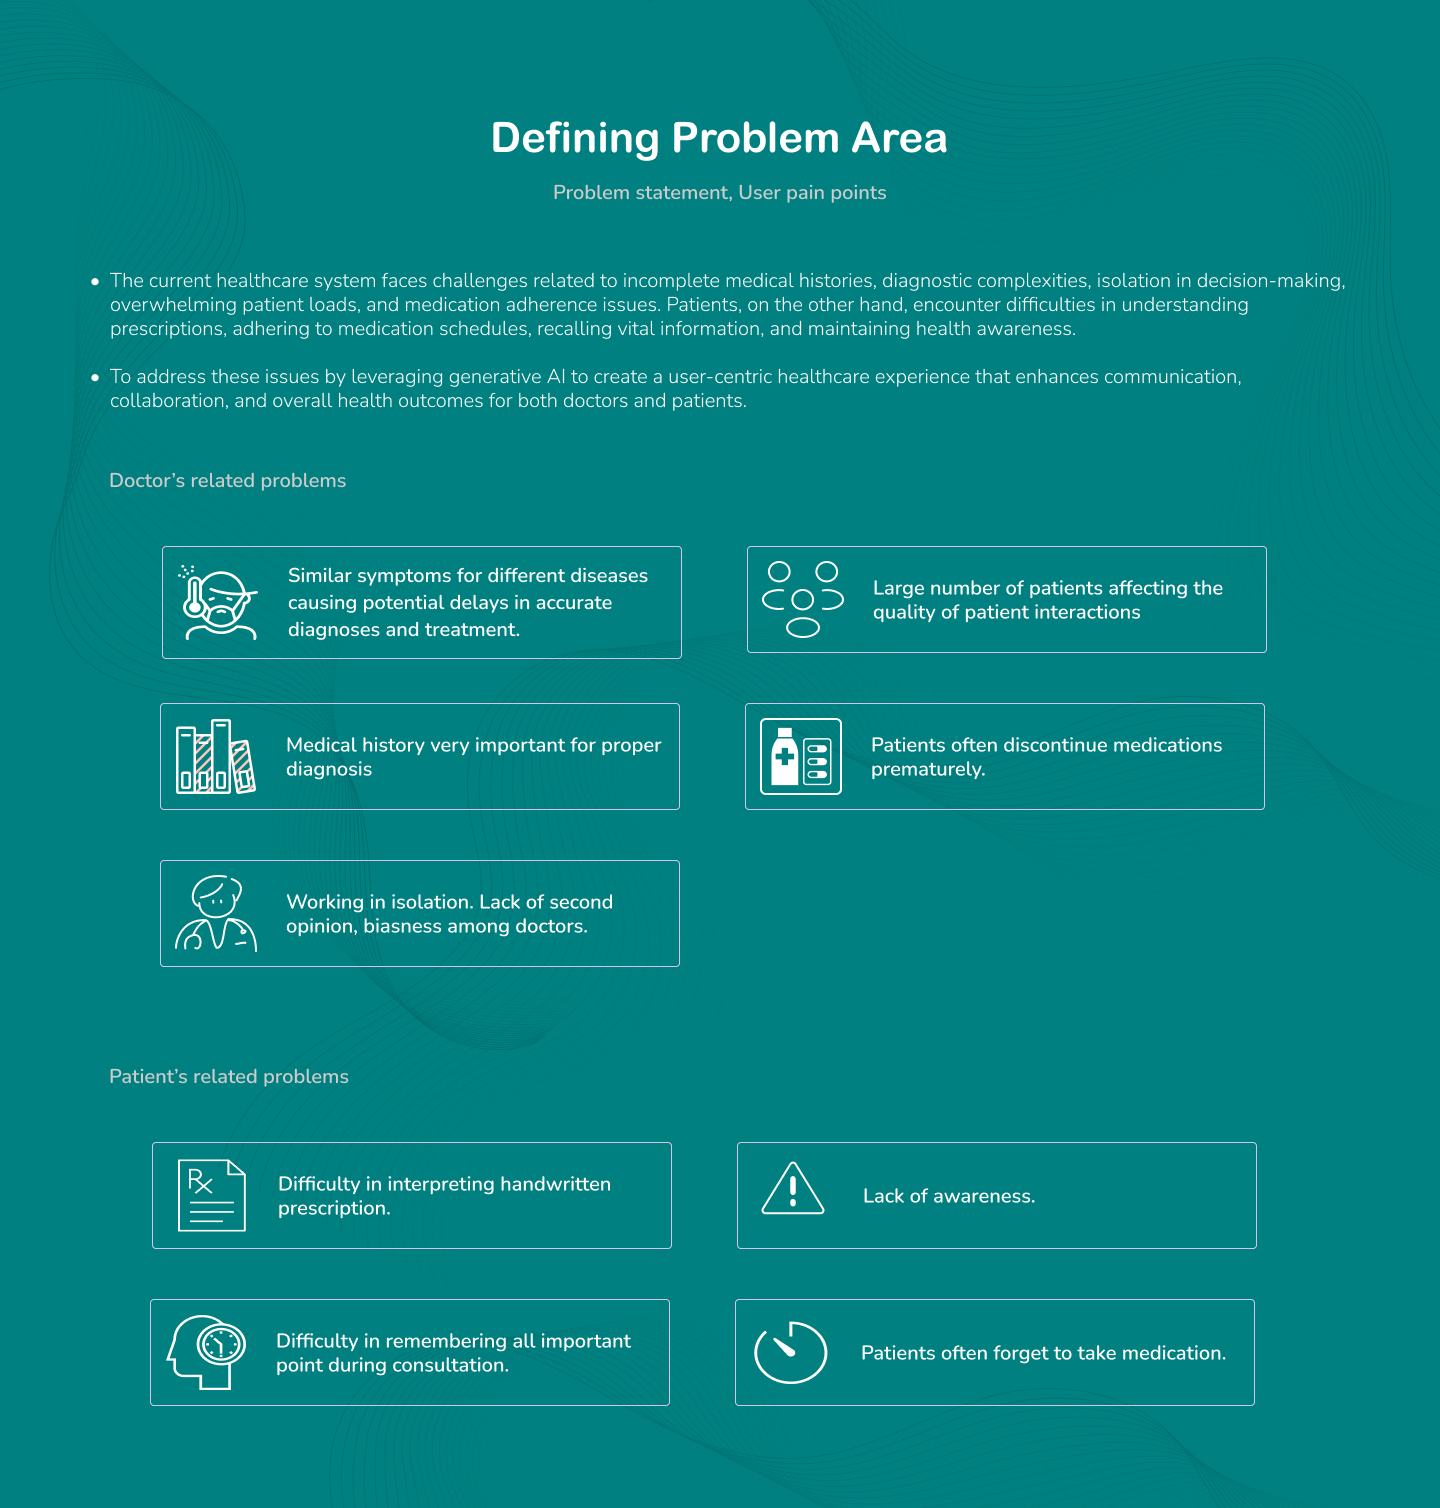 Defining Problem Area
Problem statement, User pain points
• The current healthcare system faces challenges related to incomplete medical histories, diagnostic complexities, isolation in decision-making,
overwhelming patient loads, and medication adherence issues. Patients, on the other hand, encounter difficulties in understanding
prescriptions, adhering to medication schedules, recalling vital information, and maintaining health awareness.
• To address these issues by leveraging generative AI to create a user-centric healthcare experience that enhances communication,
collaboration, and overall health outcomes for both doctors and patients.
Doctor’s related problems
Similar symptoms for different diseases
causing potential delays in accurate
diagnoses and treatment.
Large number of patients affecting the
quality of patient interactions
Medical history very important for proper
diagnosis
Patients often discontinue medications
prematurely.
Working in isolation. Lack of second
opinion, biasness among doctors.
Patient’s related problems
Rx
Difficulty in interpreting handwritten
prescription.
Lack of awareness.
Difficulty in remembering all important
point during consultation.
Patients often forget to take medication.